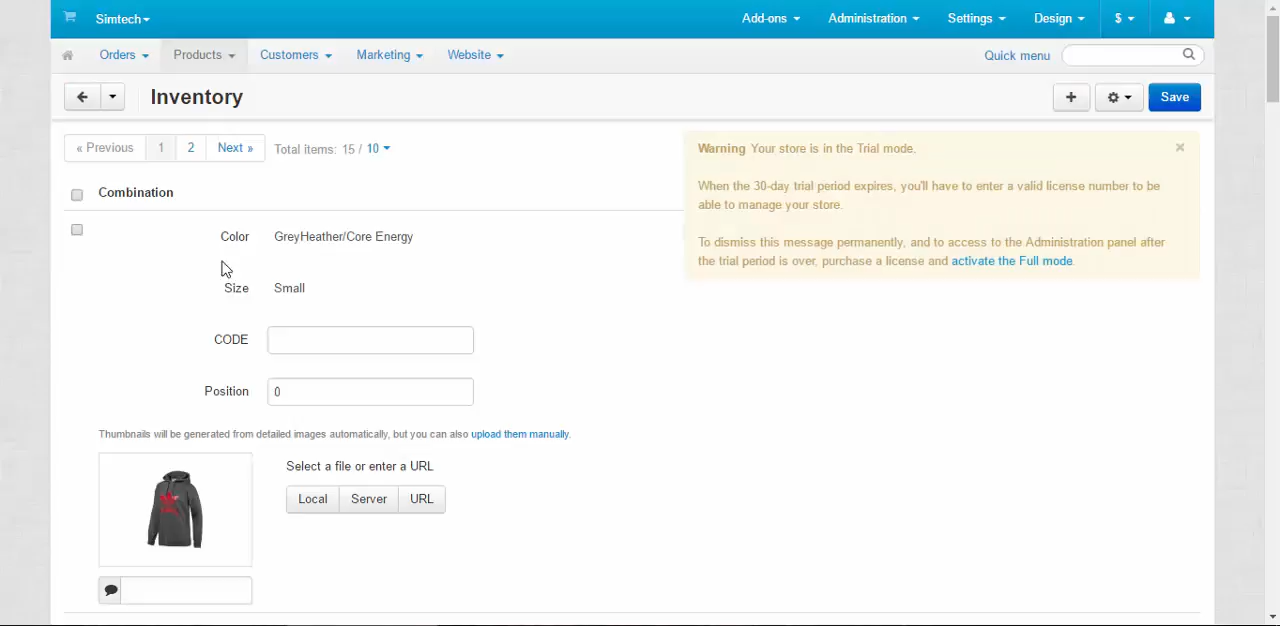 Simtech
Add-ons Administration Settings Design $
Orders Products Customers Marketing Website Quick menu
Inventory
Save
« Previous 1 2 Next » Total items: 15 / 10
Warning Your store is in the Trial mode.
When the 30-day trial period expires, you'll have to enter a valid license number to be
able to manage your store.
To dismiss this message permanently, and to access to the Administration panel after
the trial period is over, purchase a license and activate the Full mode.
Combination
Color GreyHeather/Core Energy
Size Small
CODE
Position 0
Thumbnails will be generated from detailed images automatically, but you can also upload them manually.
Select a file or enter a URL
Local Server URL